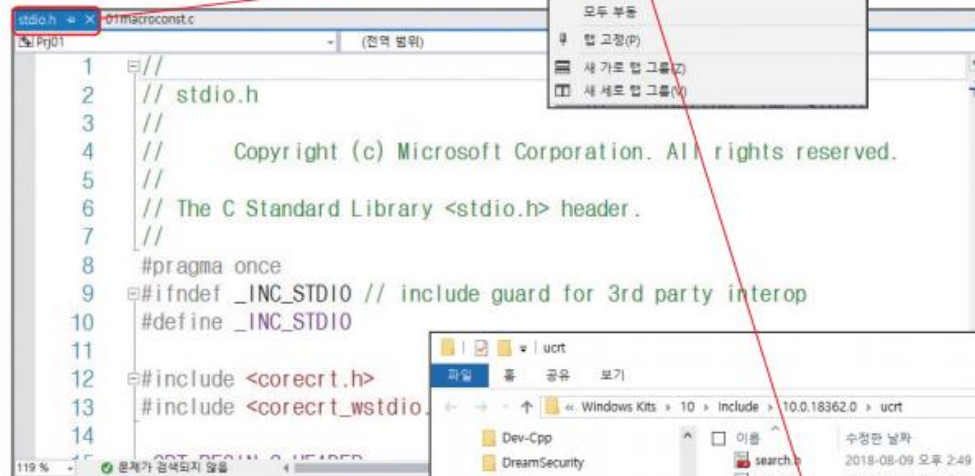 stdio.h
01macroconst.c
모두 부동
Prj01
(전역 범위)
탭 고정(P)
새 가로 탭 그룹(Z)
새 세로 탭 그룹(V)
1 //
2 // stdio.h
3 //
4 // Copyright (c) Microsoft Corporation. All rights reserved.
5 //
6 // The C Standard Library <stdio.h> header.
7 //
8 #pragma once
9 #ifndef _INC_STDIO // include guard for 3rd party interop
10 #define _INC_STDIO
11
12 #include <corecrt.h>
13 #include <corecrt_wstdio.
14
119 %
문제가 검색되지 않음
ucrt
파일 홈 공유 보기
« Windows Kits > 10 > Include > 10.0.18362.0 > ucrt
Dev-Cpp
DreamSecurity
이름 수정한 날짜
search.h 2018-08-09 오후 2:49